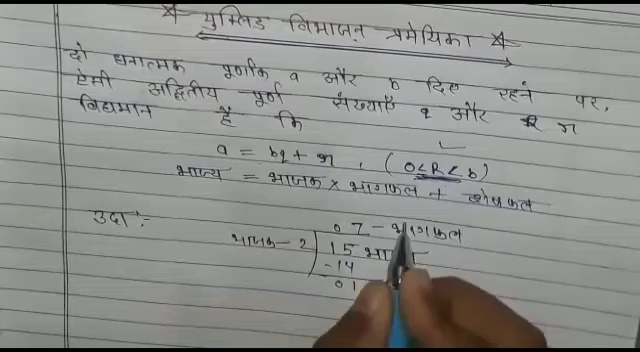 युक्लिड विभाजन प्रमेयिका
दो धनात्मक पूर्णांक a और b दिए रहने पर,
ऐसी अद्वितीय पूर्ण संख्याएँ q और r
विद्यमान है कि
a = bq + r , (0<R<b)
भाज्य = भाजक × भागफल + शेषफल
उदा :-
07 - भागफल
भाजक - 2 15
-14
01